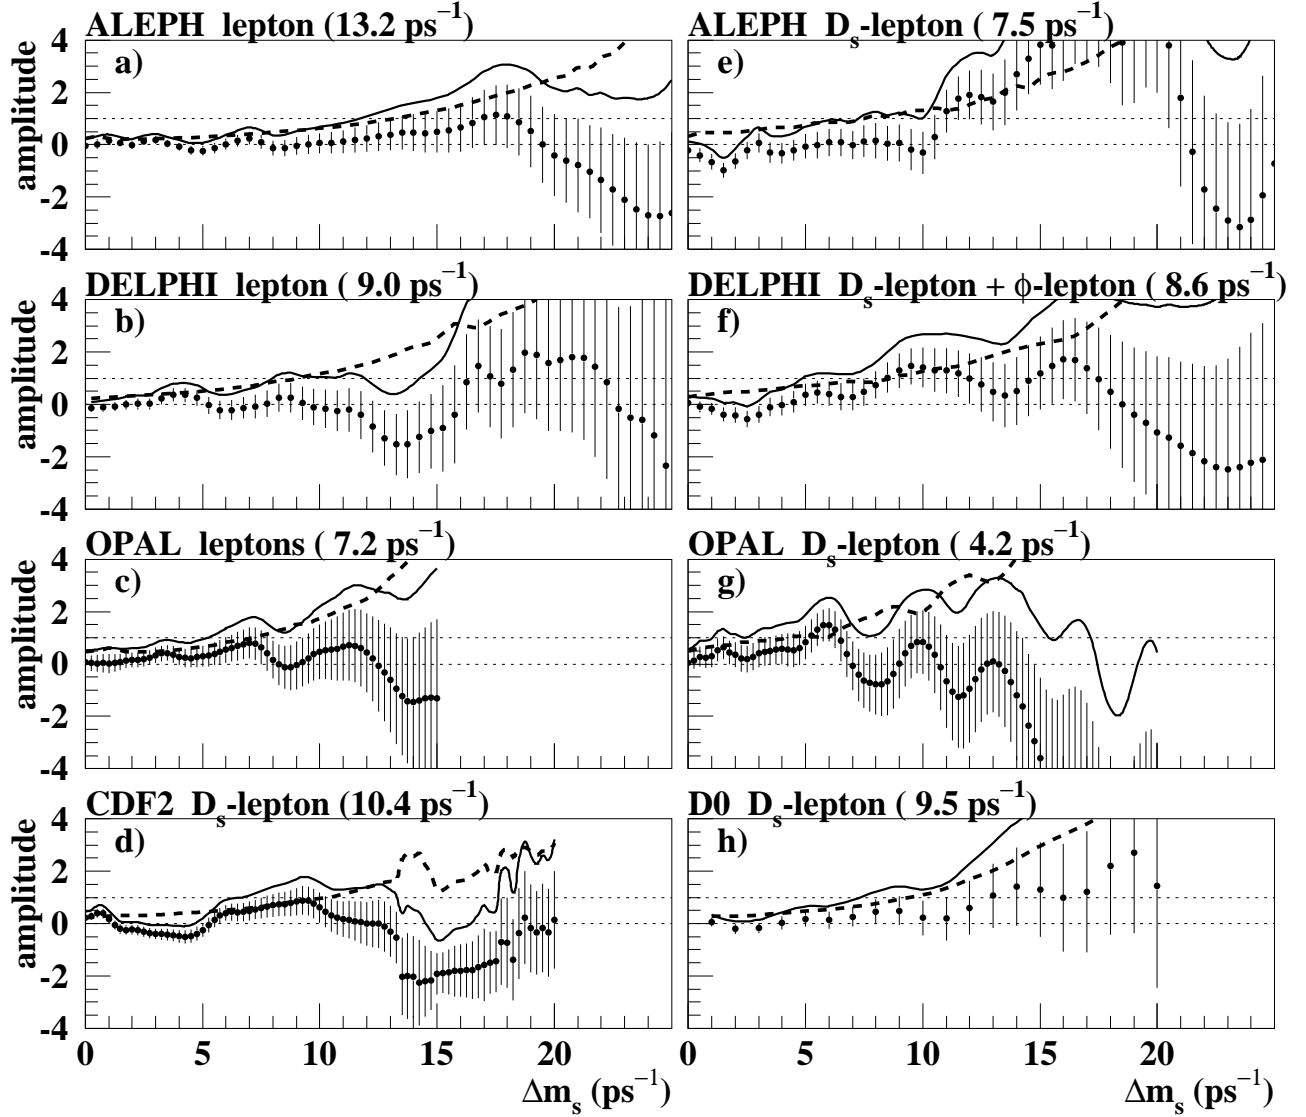 ALEPH lepton (13.2 ps⁻¹)
a)
amplitude
4
2
0
-2
-4
ALEPH Dₛ-lepton ( 7.5 ps⁻¹)
e)
DELPHI lepton ( 9.0 ps⁻¹)
b)
amplitude
4
2
0
-2
-4
DELPHI Dₛ-lepton + ϕ-lepton ( 8.6 ps⁻¹)
f)
OPAL leptons ( 7.2 ps⁻¹)
c)
amplitude
4
2
0
-2
-4
OPAL Dₛ-lepton ( 4.2 ps⁻¹)
g)
CDF2 Dₛ-lepton (10.4 ps⁻¹)
d)
amplitude
4
2
0
-2
-4
0 5 10 15 20
Δmₛ (ps⁻¹)
D0 Dₛ-lepton ( 9.5 ps⁻¹)
h)
0 5 10 15 20
Δmₛ (ps⁻¹)